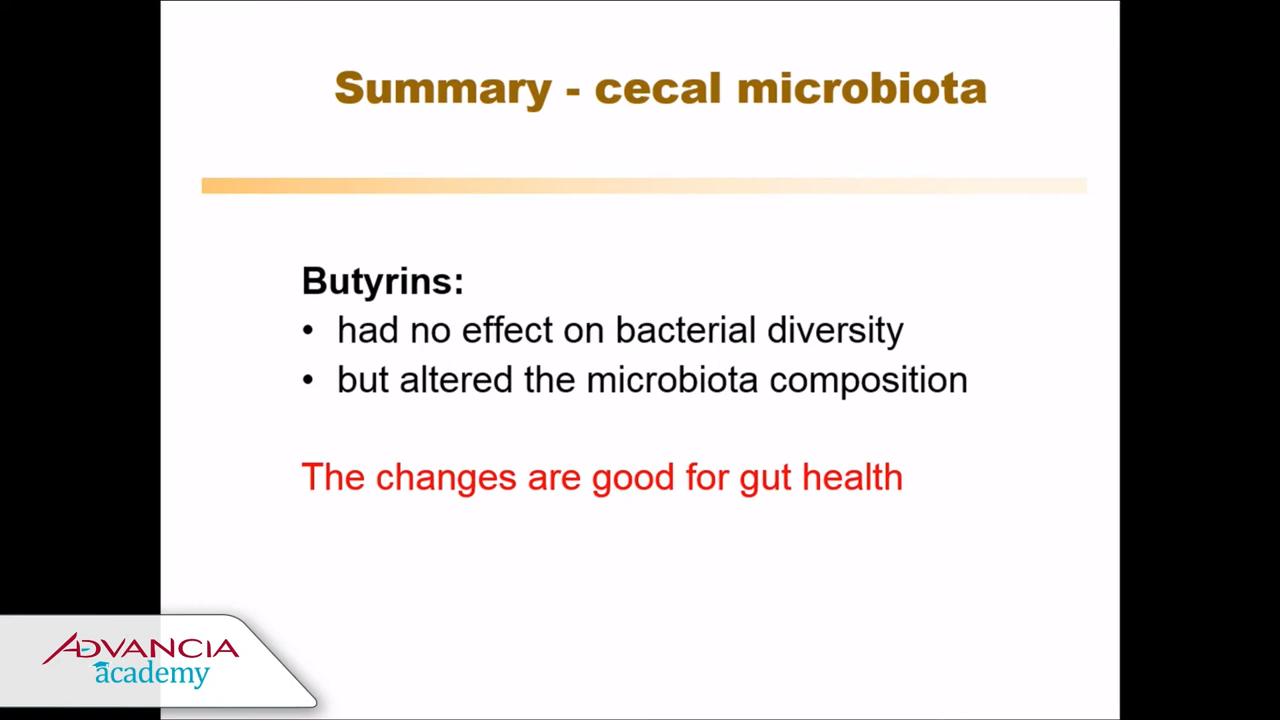 Summary - cecal microbiota
Butyrins:
• had no effect on bacterial diversity
• but altered the microbiota composition
The changes are good for gut health
ADVANCIA
academy